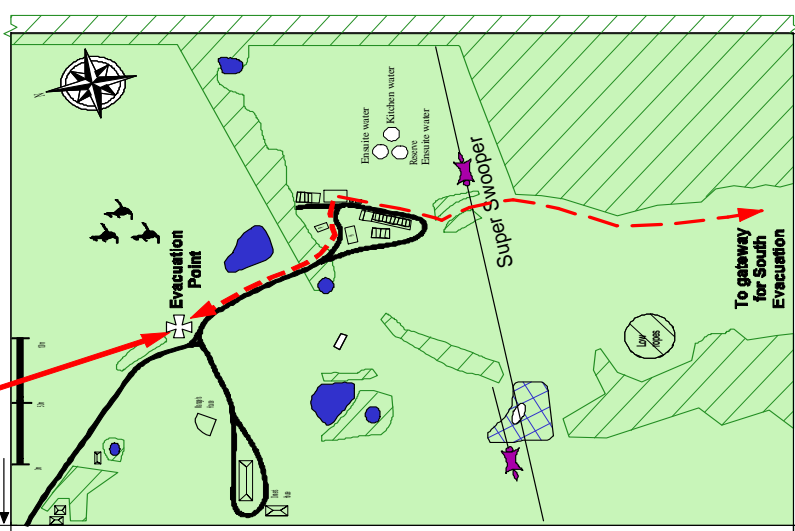 Ensuite water
Kitchen water
Reserve
Ensuite water
Super Swooper
Evacuation
Point
To gateway
for South
Evacuation
Low
ropes